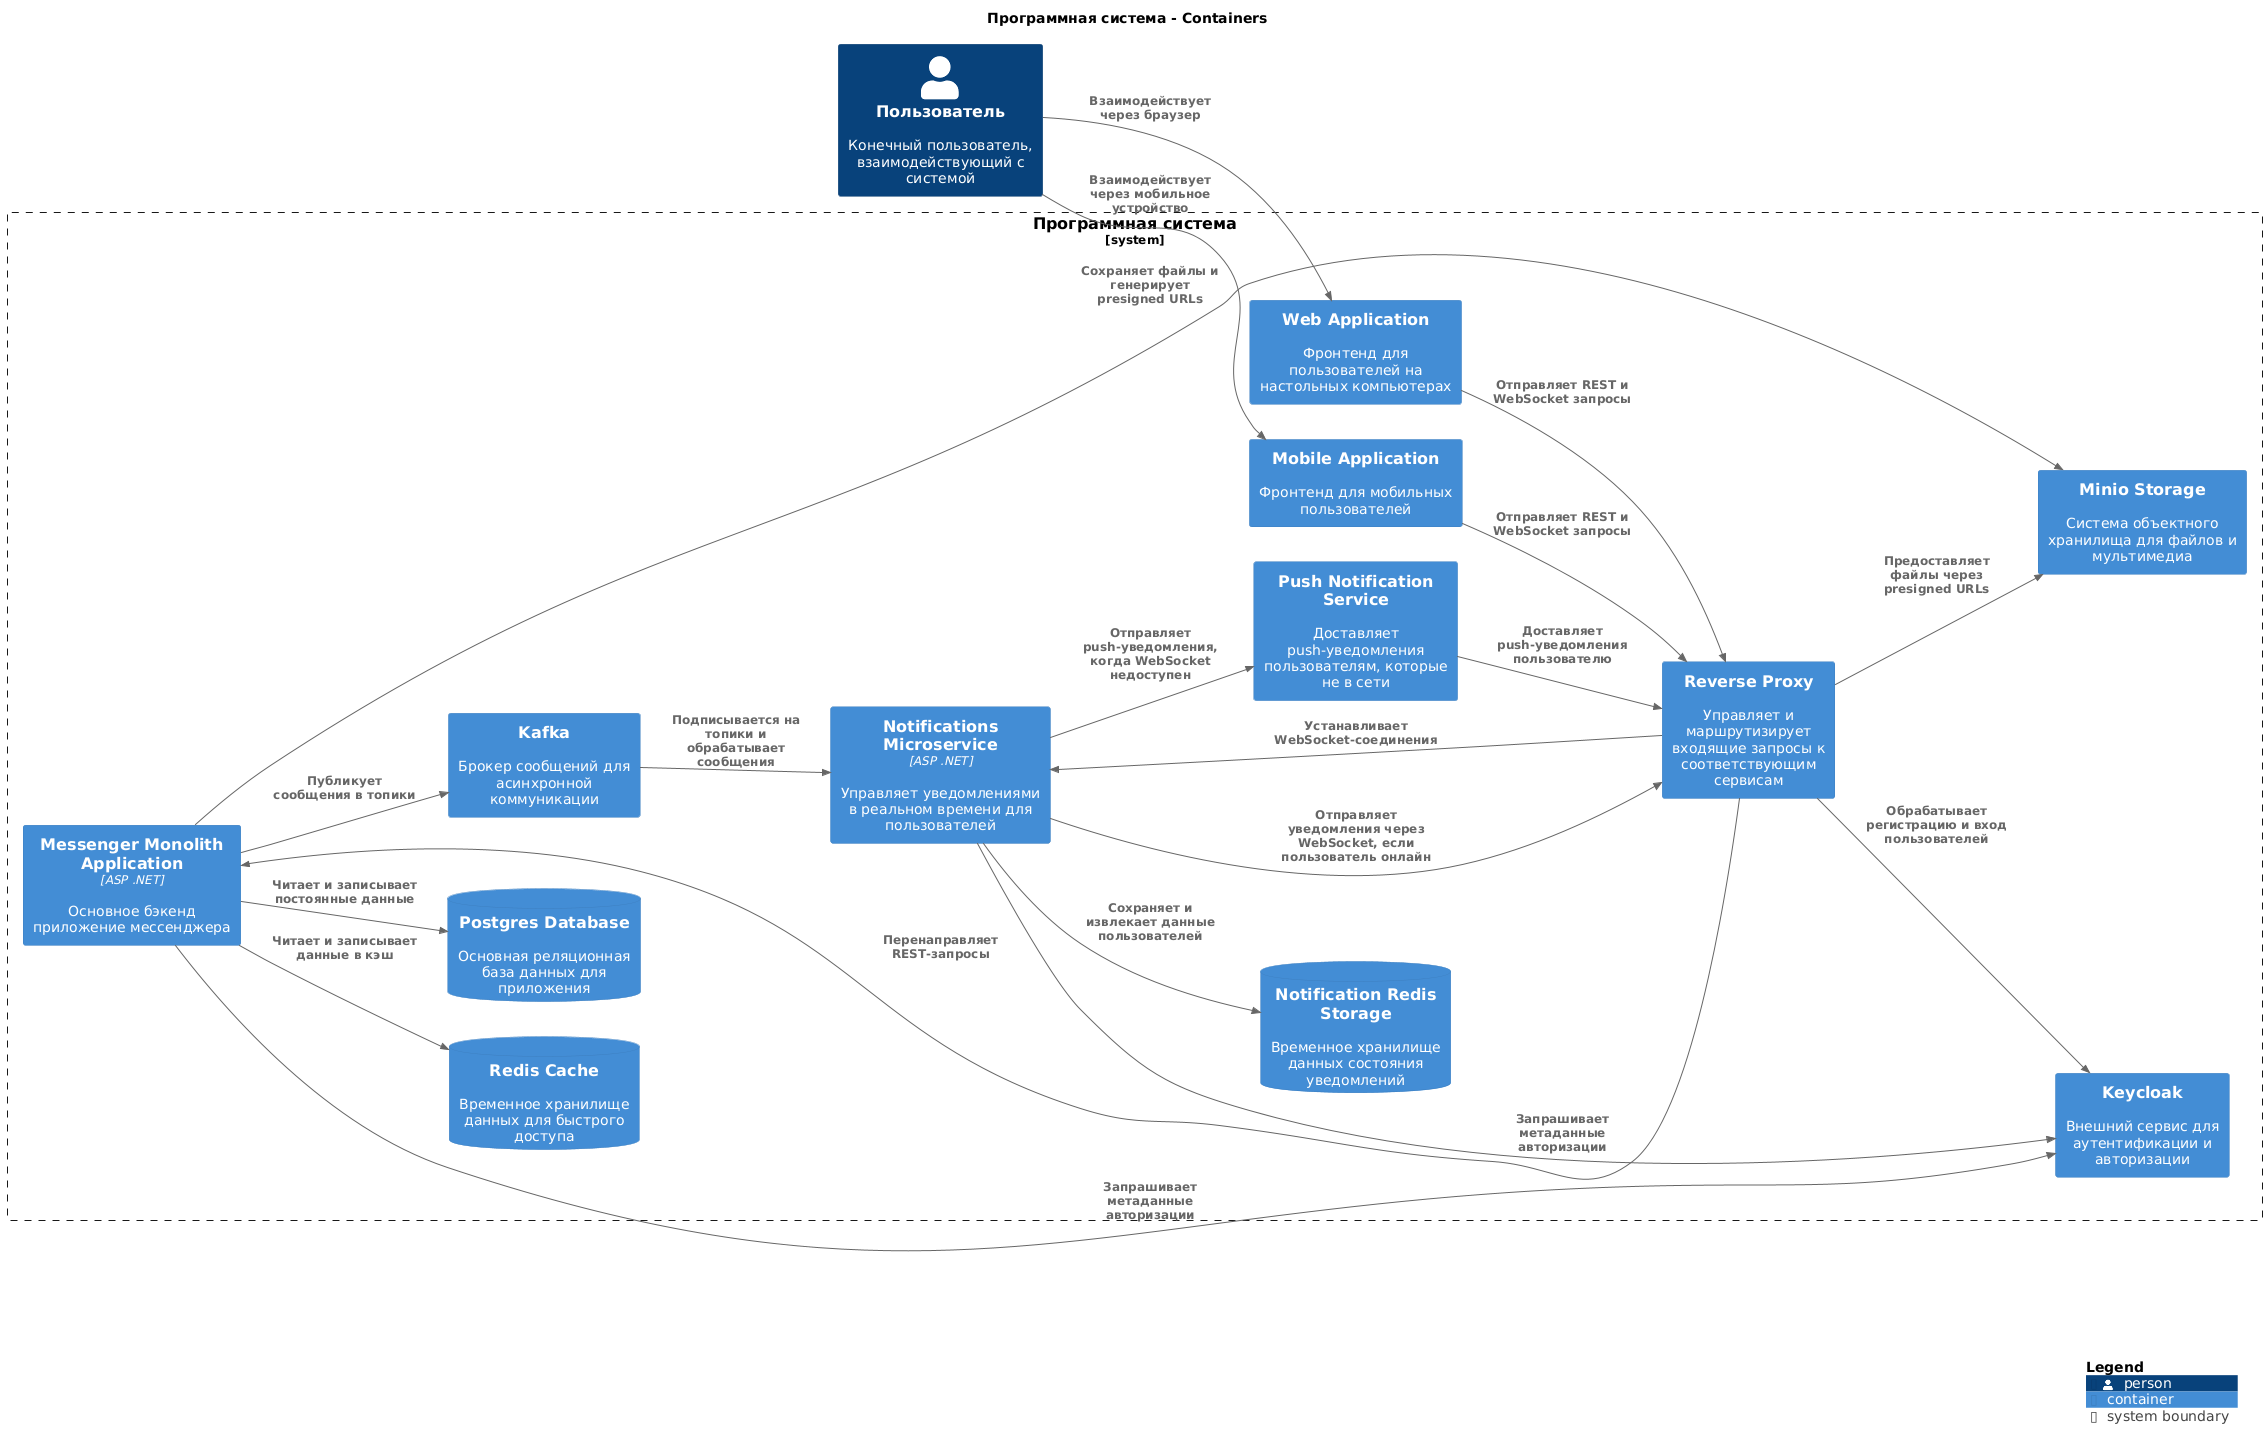 Программная система - Containers
Пользователь
Конечный пользователь,
взаимодействующий с
системой
Взаимодействует
через браузер
Взаимодействует
через мобильное
устройство
Программная система
[system]
Сохраняет файлы и
генерирует
presigned URLs
Web Application
Фронтенд для
пользователей на
настольных компьютерах
Отправляет REST и
WebSocket запросы
Mobile Application
Фронтенд для мобильных
пользователей
Отправляет REST и
WebSocket запросы
Minio Storage
Система объектного
хранилища для файлов и
мультимедиа
Предоставляет
файлы через
presigned URLs
Push Notification
Service
Доставляет
push-уведомления
пользователям, которые
не в сети
Отправляет
push-уведомления,
когда WebSocket
недоступен
Доставляет
push-уведомления
пользователю
Reverse Proxy
Управляет и
маршрутизирует
входящие запросы к
соответствующим
сервисам
Kafka
Брокер сообщений для
асинхронной
коммуникации
Подписывается на
топики и
обрабатывает
сообщения
Notifications
Microservice
[ASP .NET]
Управляет уведомлениями
в реальном времени для
пользователей
Устанавливает
WebSocket-соединения
Публикует
сообщения в топики
Отправляет
уведомления через
WebSocket, если
пользователь онлайн
Обрабатывает
регистрацию и вход
пользователей
Messenger Monolith
Application
[ASP .NET]
Основное бэкенд
приложение мессенджера
Читает и записывает
постоянные данные
Postgres Database
Основная реляционная
база данных для
приложения
Читает и записывает
данные в кэш
Перенаправляет
REST-запросы
Сохраняет и
извлекает данные
пользователей
Notification Redis
Storage
Временное хранилище
данных состояния
уведомлений
Redis Cache
Временное хранилище
данных для быстрого
доступа
Keycloak
Внешний сервис для
аутентификации и
авторизации
Запрашивает
метаданные
авторизации
Запрашивает
метаданные
авторизации
Legend
person
container
system boundary